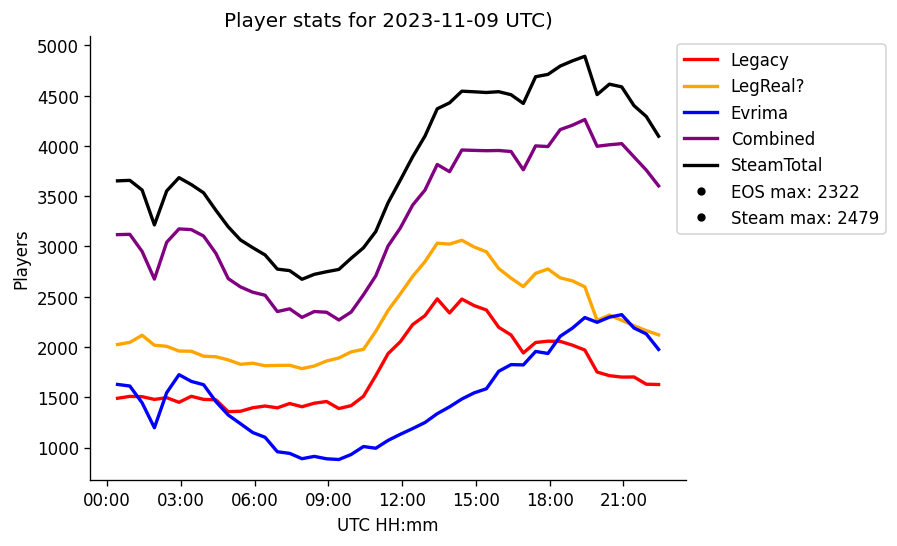 Player stats for 2023-11-09 UTC)
5000
4500
4000
3500
3000
2500
2000
1500
1000
Players
00:00 03:00 06:00 09:00 12:00 15:00 18:00 21:00
UTC HH:mm
Legacy
LegReal?
Evrima
Combined
SteamTotal
EOS max: 2322
Steam max: 2479